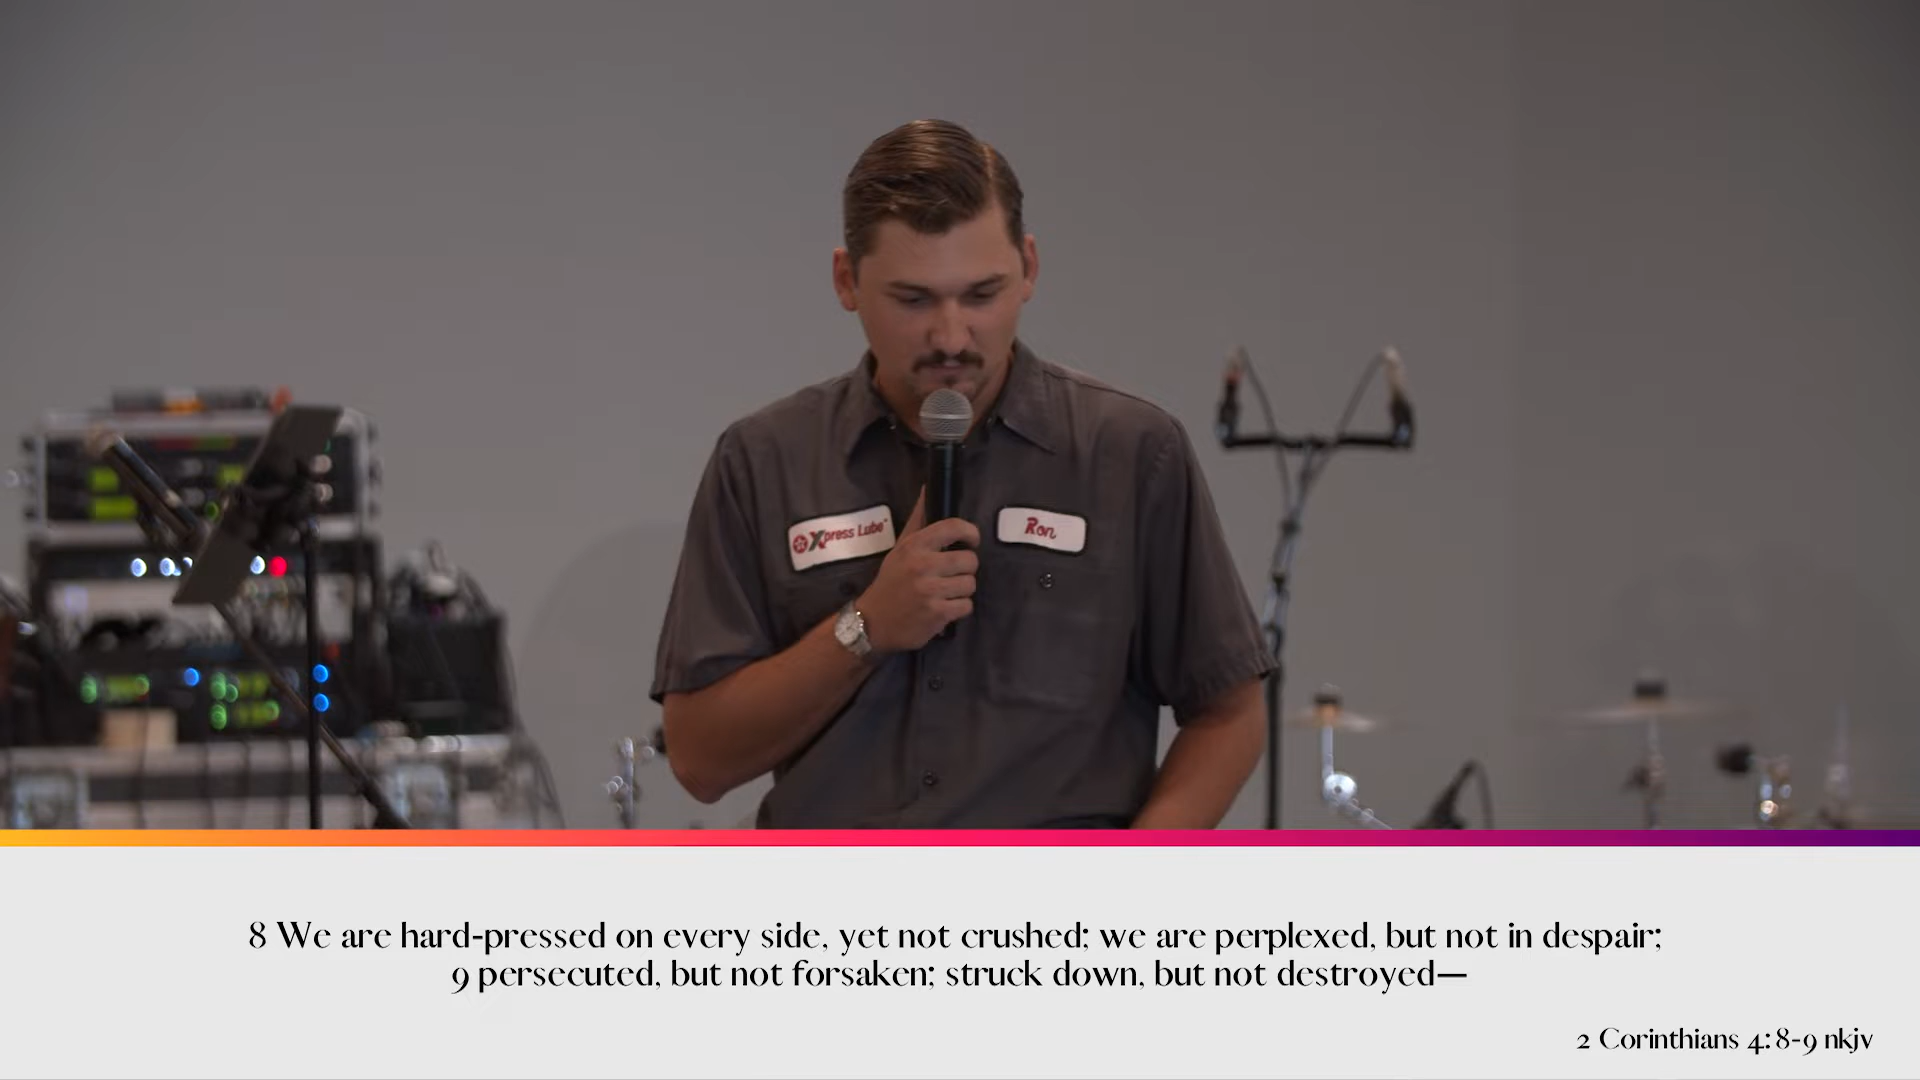 Xpress Lube
Ron
8 We are hard-pressed on every side, yet not crushed; we are perplexed, but not in despair;
9 persecuted, but not forsaken; struck down, but not destroyed—
2 Corinthians 4:8-9 nkjv